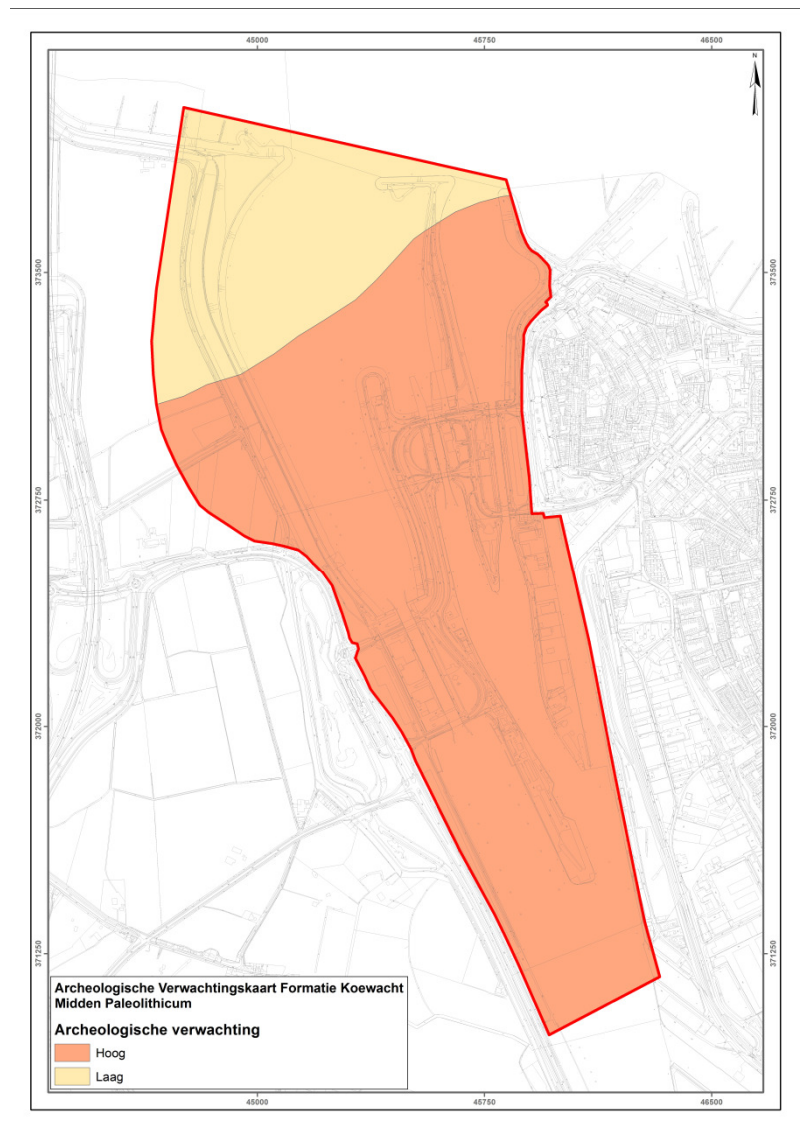 45000 45750 46500
N
373500 373500
372750 372750
372000 372000
371250 371250
Archeologische Verwachtingskaart Formatie Koewacht
Midden Paleolithicum
Archeologische verwachting
Hoog
Laag
45000 45750 46500